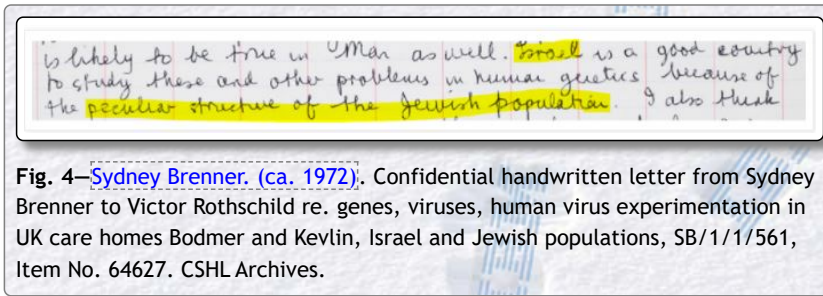 is likely to be true in Man as well. Israel is a good country
to study these and other problems in human genetics because of
the peculiar structure of the Jewish population. I also think
Fig. 4—Sydney Brenner. (ca. 1972). Confidential handwritten letter from Sydney
Brenner to Victor Rothschild re. genes, viruses, human virus experimentation in
UK care homes Bodmer and Kevlin, Israel and Jewish populations, SB/1/1/561,
Item No. 64627. CSHL Archives.